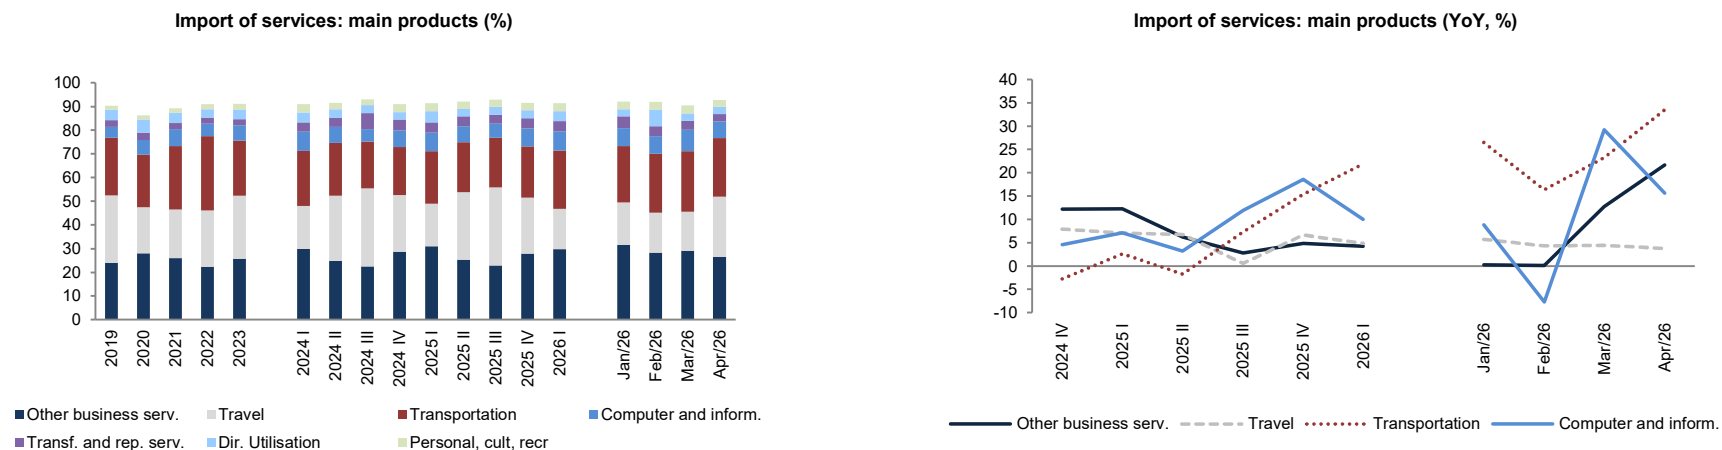 Import of services: main products (%)
100
90
80
70
60
50
40
30
20
10
0
2019
2020
2021
2022
2023
2024 I
2024 II
2024 III
2024 IV
2025 I
2025 II
2025 III
2025 IV
2026 I
Jan/26
Feb/26
Mar/26
Apr/26
Other business serv.
Travel
Transportation
Computer and inform.
Transf. and rep. serv.
Dir. Utilisation
Personal, cult, recr
Import of services: main products (YoY, %)
40
35
30
25
20
15
10
5
0
-5
-10
2024 IV
2025 I
2025 II
2025 III
2025 IV
2026 I
Jan/26
Feb/26
Mar/26
Apr/26
Other business serv.
Travel
Transportation
Computer and inform.